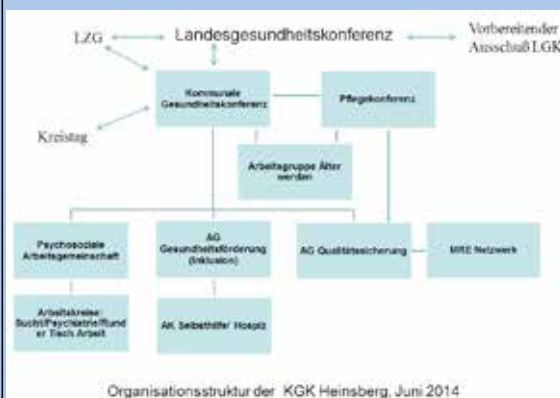 LZG
Landesgesundheitskonferenz
Vorbereitender
Ausschuß LGK
Kommunale
Gesundheitskonferenz
Pflegekonferenz
Kreistag
Arbeitsgruppe Älter
werden
Psychosoziale
Arbeitsgemeinschaft
AG
Gesundheitsförderung
(Inklusion)
AG Qualitätssicherung
MRE Netzwerk
Arbeitskreise:
Sucht/Psychiatrie/Rund
er Tisch Arbeit
AK Selbsthilfe/ Hospiz
Organisationsstruktur der KGK Heinsberg, Juni 2014